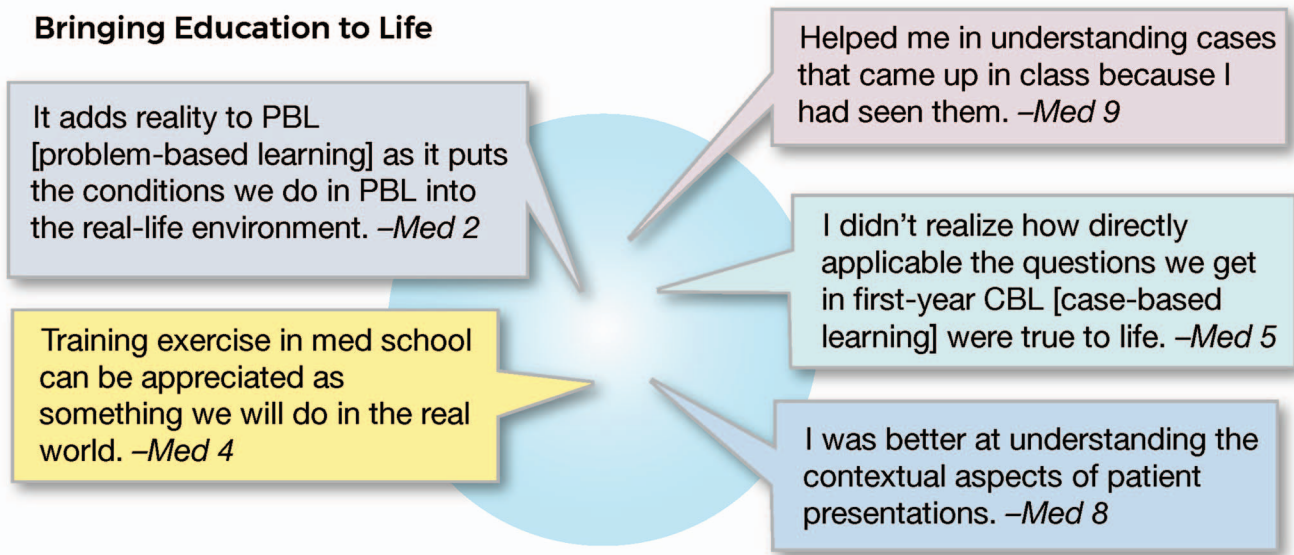 Bringing Education to Life
It adds reality to PBL
[problem-based learning] as it puts
the conditions we do in PBL into
the real-life environment. –Med 2
Training exercise in med school
can be appreciated as
something we will do in the real
world. –Med 4
Helped me in understanding cases
that came up in class because I
had seen them. –Med 9
I didn’t realize how directly
applicable the questions we get
in first-year CBL [case-based
learning] were true to life. –Med 5
I was better at understanding the
contextual aspects of patient
presentations. –Med 8